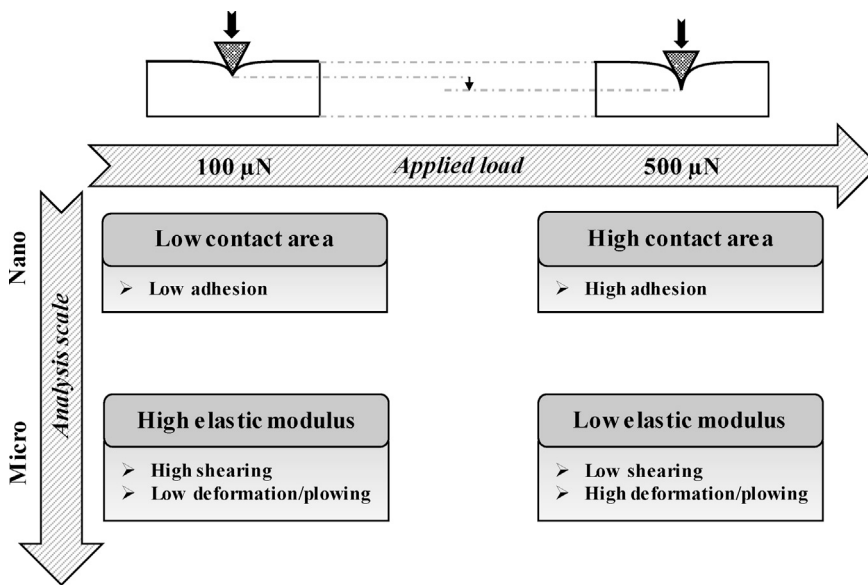 100 µN
Applied load
500 µN
Analysis scale
Nano
Low contact area
➢ Low adhesion
High contact area
➢ High adhesion
Micro
High elastic modulus
➢ High shearing
➢ Low deformation/plowing
Low elastic modulus
➢ Low shearing
➢ High deformation/plowing